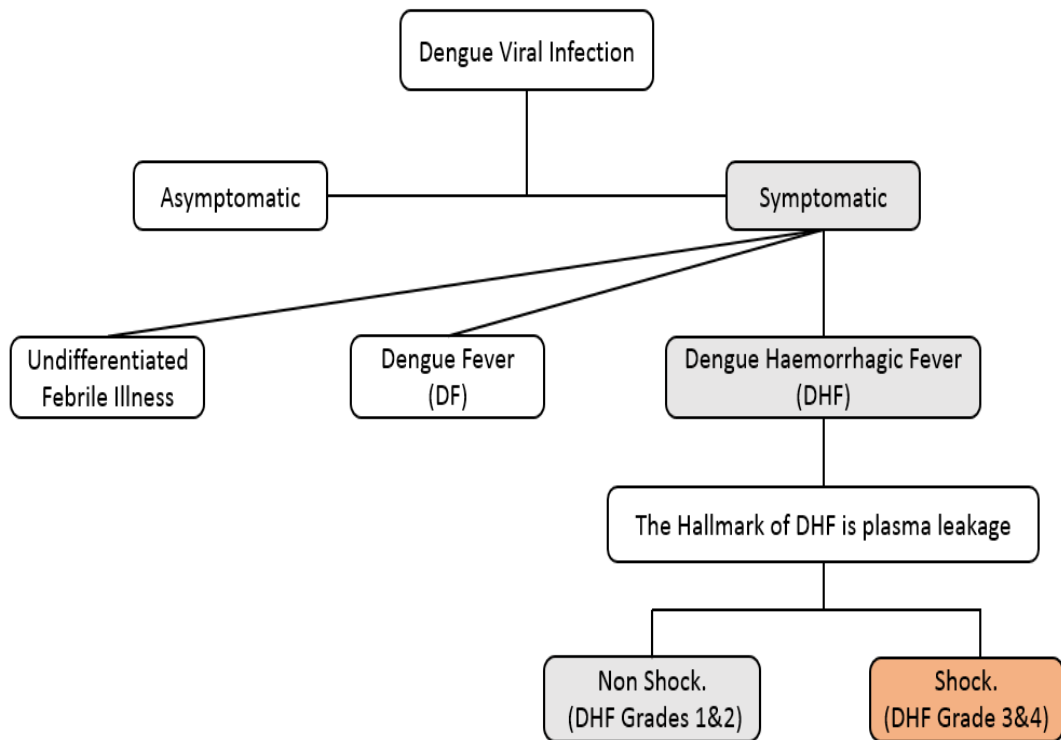 Dengue Viral Infection
Asymptomatic
Symptomatic
Undifferentiated
Febrile Illness
Dengue Fever
(DF)
Dengue Haemorrhagic Fever
(DHF)
The Hallmark of DHF is plasma leakage
Non Shock.
(DHF Grades 1&2)
Shock.
(DHF Grade 3&4)